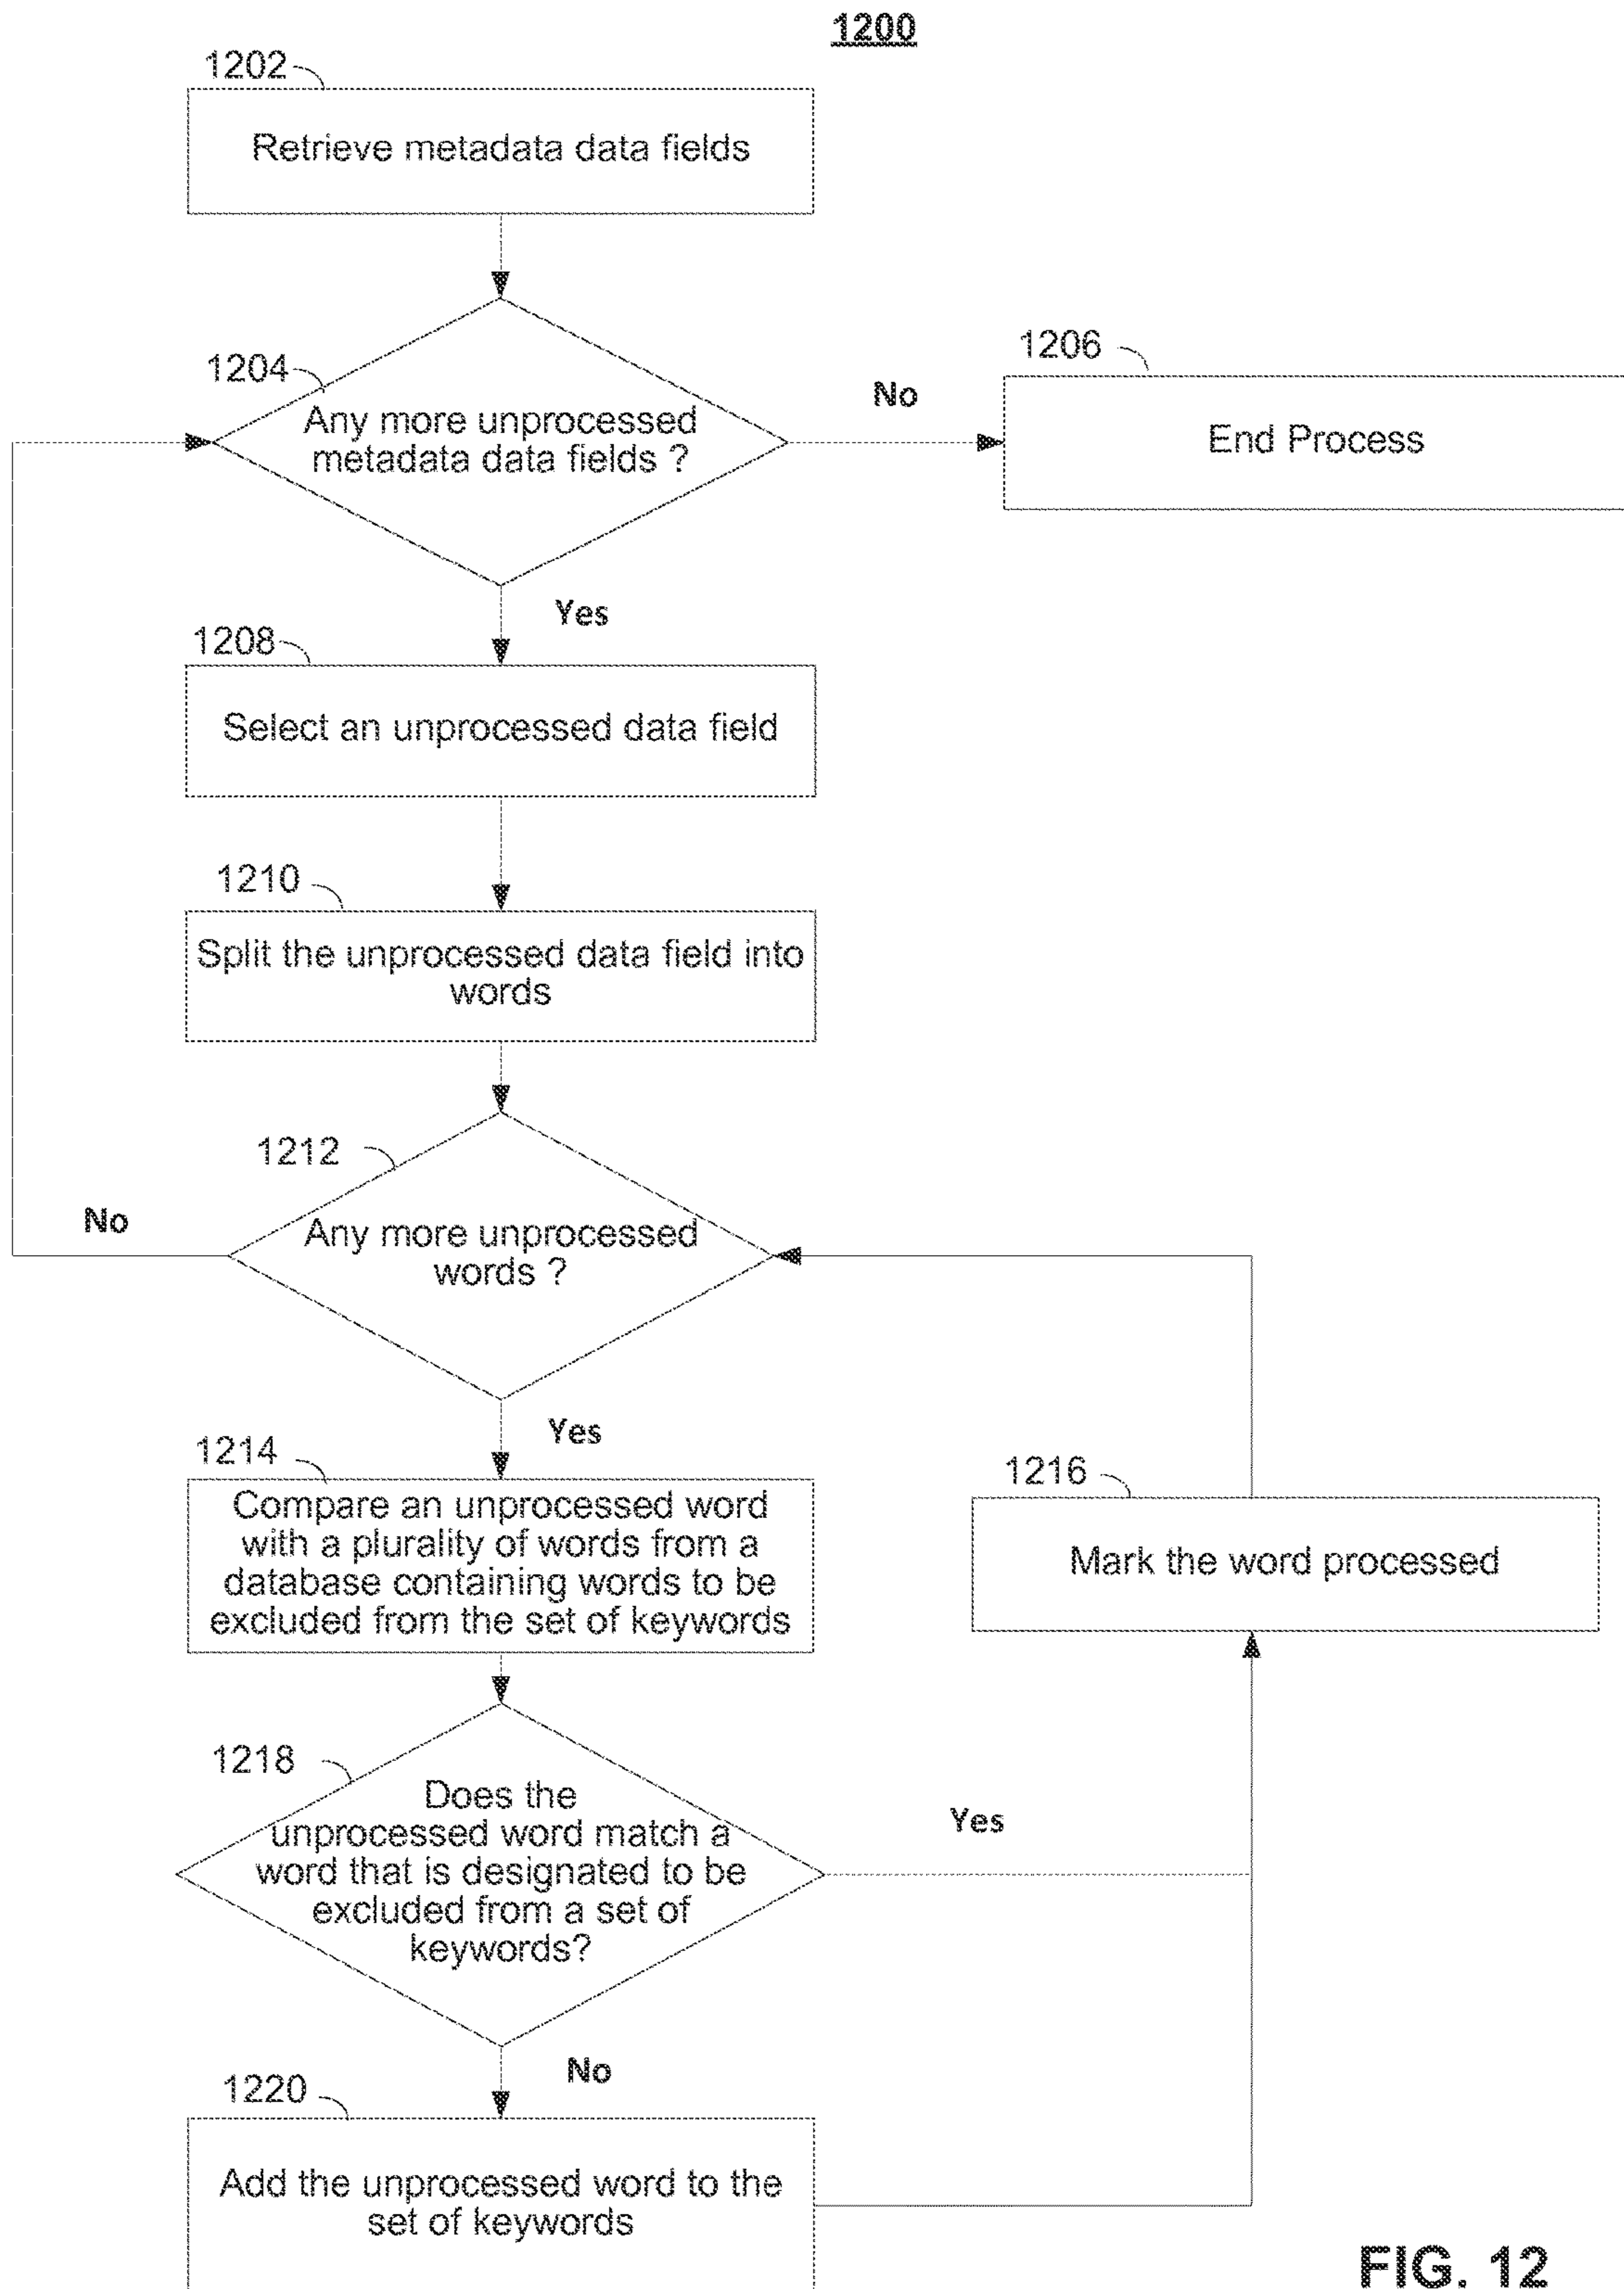 1200
1202
Retrieve metadata data fields
1204
Any more unprocessed
metadata data fields ?
No
1206
End Process
Yes
1208
Select an unprocessed data field
1210
Split the unprocessed data field into
words
1212
No
Any more unprocessed
words ?
Yes
1214
Compare an unprocessed word
with a plurality of words from a
database containing words to be
excluded from the set of keywords
1216
Mark the word processed
1218
Does the
unprocessed word match a
word that is designated to be
excluded from a set of
keywords?
Yes
No
1220
Add the unprocessed word to the
set of keywords
FIG. 12